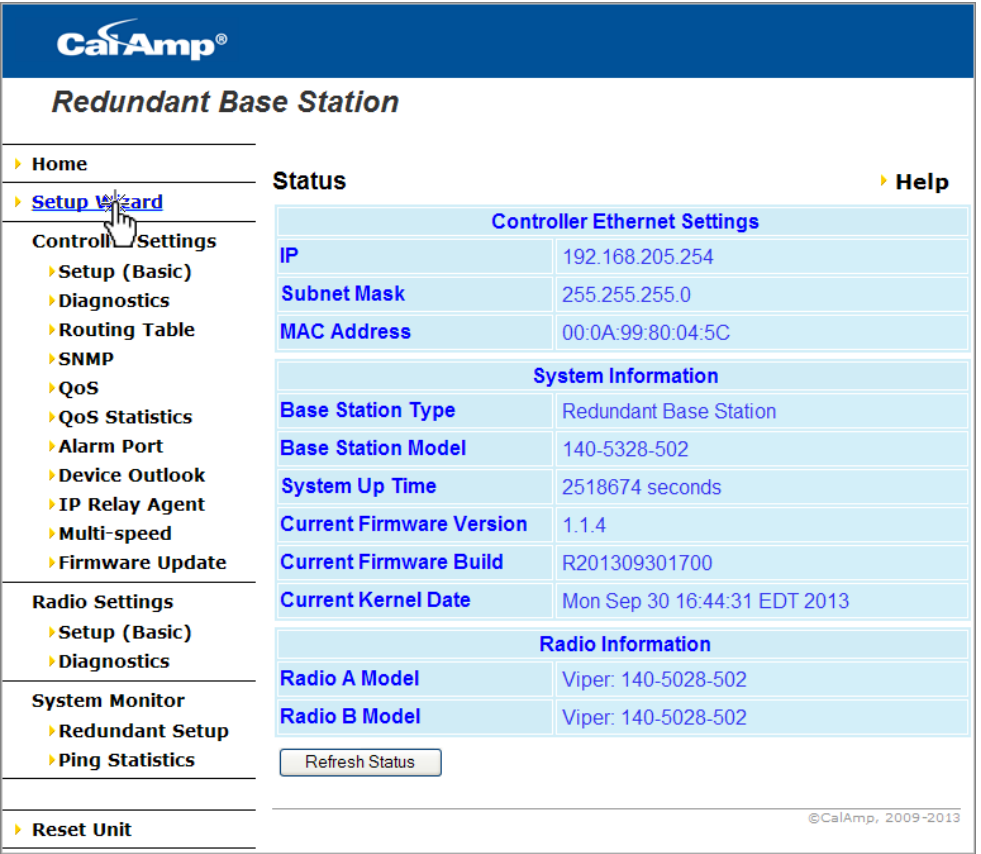 CalAmp®
Redundant Base Station
Home
Setup Wizard
Controller Settings
Setup (Basic)
Diagnostics
Routing Table
SNMP
QoS
QoS Statistics
Alarm Port
Device Outlook
IP Relay Agent
Multi-speed
Firmware Update
Radio Settings
Setup (Basic)
Diagnostics
System Monitor
Redundant Setup
Ping Statistics
Reset Unit
Status
Help
Controller Ethernet Settings
IP 192.168.205.254
Subnet Mask 255.255.255.0
MAC Address 00:0A:99:80:04:5C
System Information
Base Station Type Redundant Base Station
Base Station Model 140-5328-502
System Up Time 2518674 seconds
Current Firmware Version 1.1.4
Current Firmware Build R201309301700
Current Kernel Date Mon Sep 30 16:44:31 EDT 2013
Radio Information
Radio A Model Viper: 140-5028-502
Radio B Model Viper: 140-5028-502
Refresh Status
©CalAmp, 2009-2013